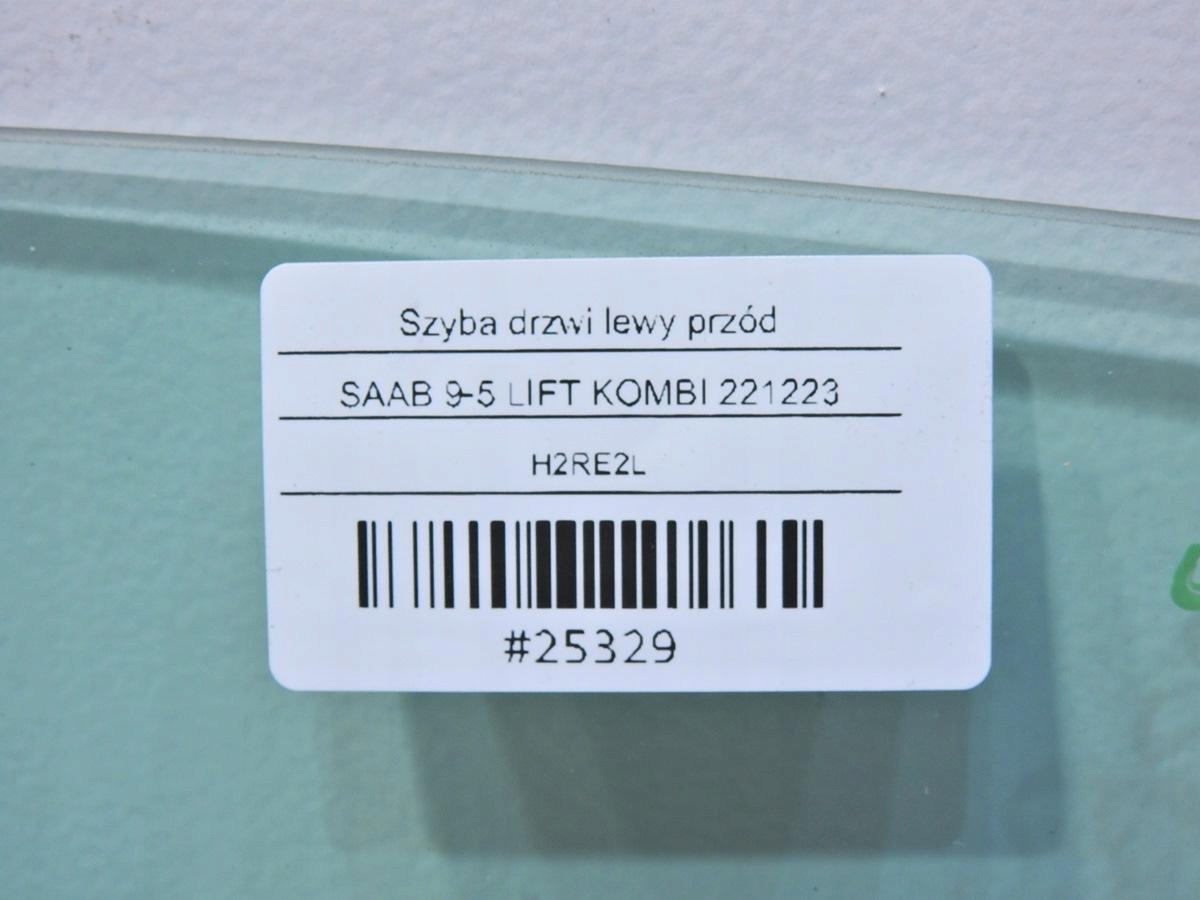 Szyba drzwi lewy przód
SAAB 9-5 LIFT KOMBI 221223
H2RE2L
#25329